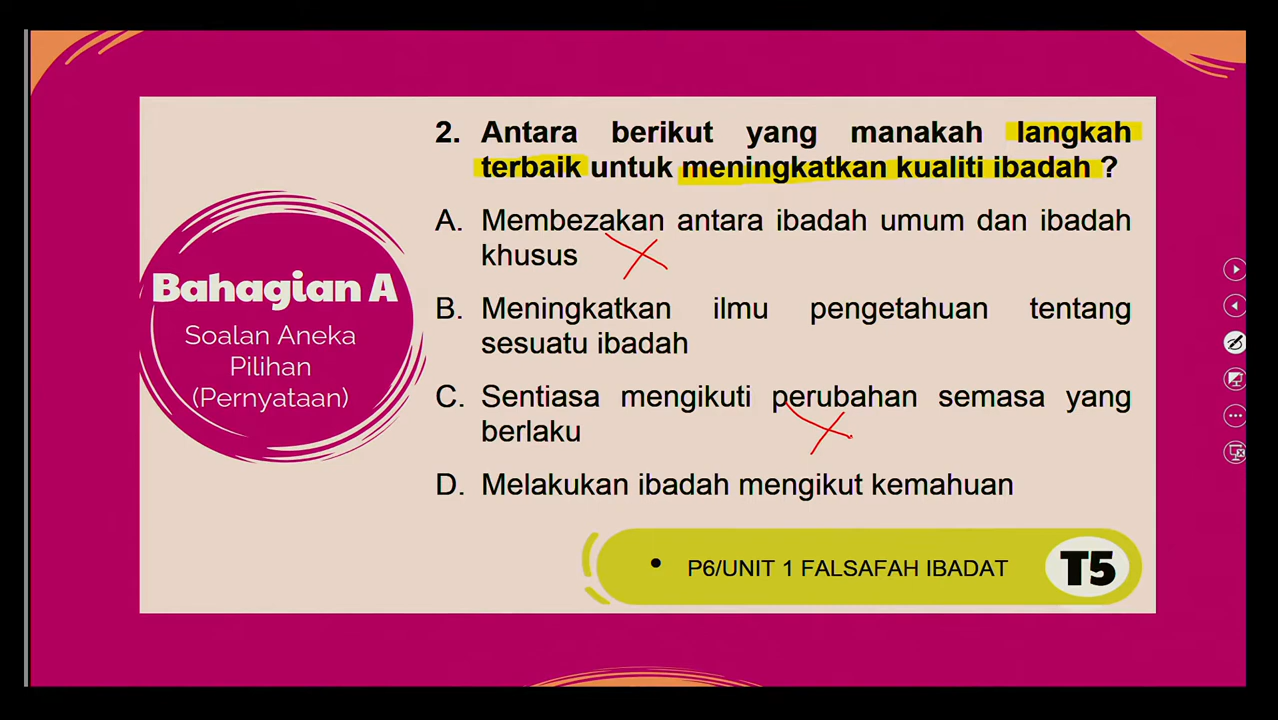 2. Antara berikut yang manakah langkah
terbaik untuk meningkatkan kualiti ibadah ?
A. Membezakan antara ibadah umum dan ibadah
khusus
B. Meningkatkan ilmu pengetahuan tentang
sesuatu ibadah
C. Sentiasa mengikuti perubahan semasa yang
berlaku
D. Melakukan ibadah mengikut kemahuan
Bahagian A
Soalan Aneka
Pilihan
(Pernyataan)
• P6/UNIT 1 FALSAFAH IBADAT
T5